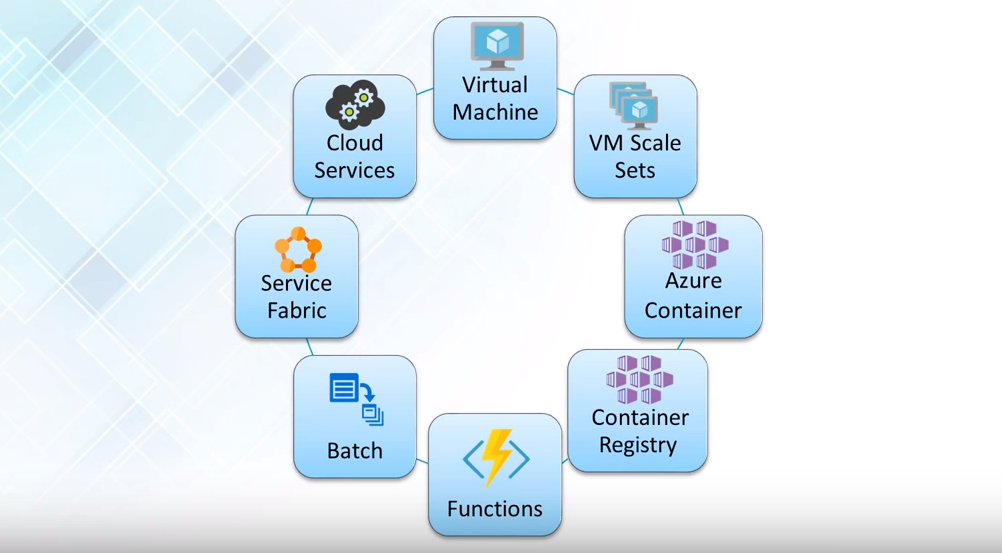 Virtual
Machine
VM Scale
Sets
Azure
Container
Container
Registry
Functions
Batch
Service
Fabric
Cloud
Services